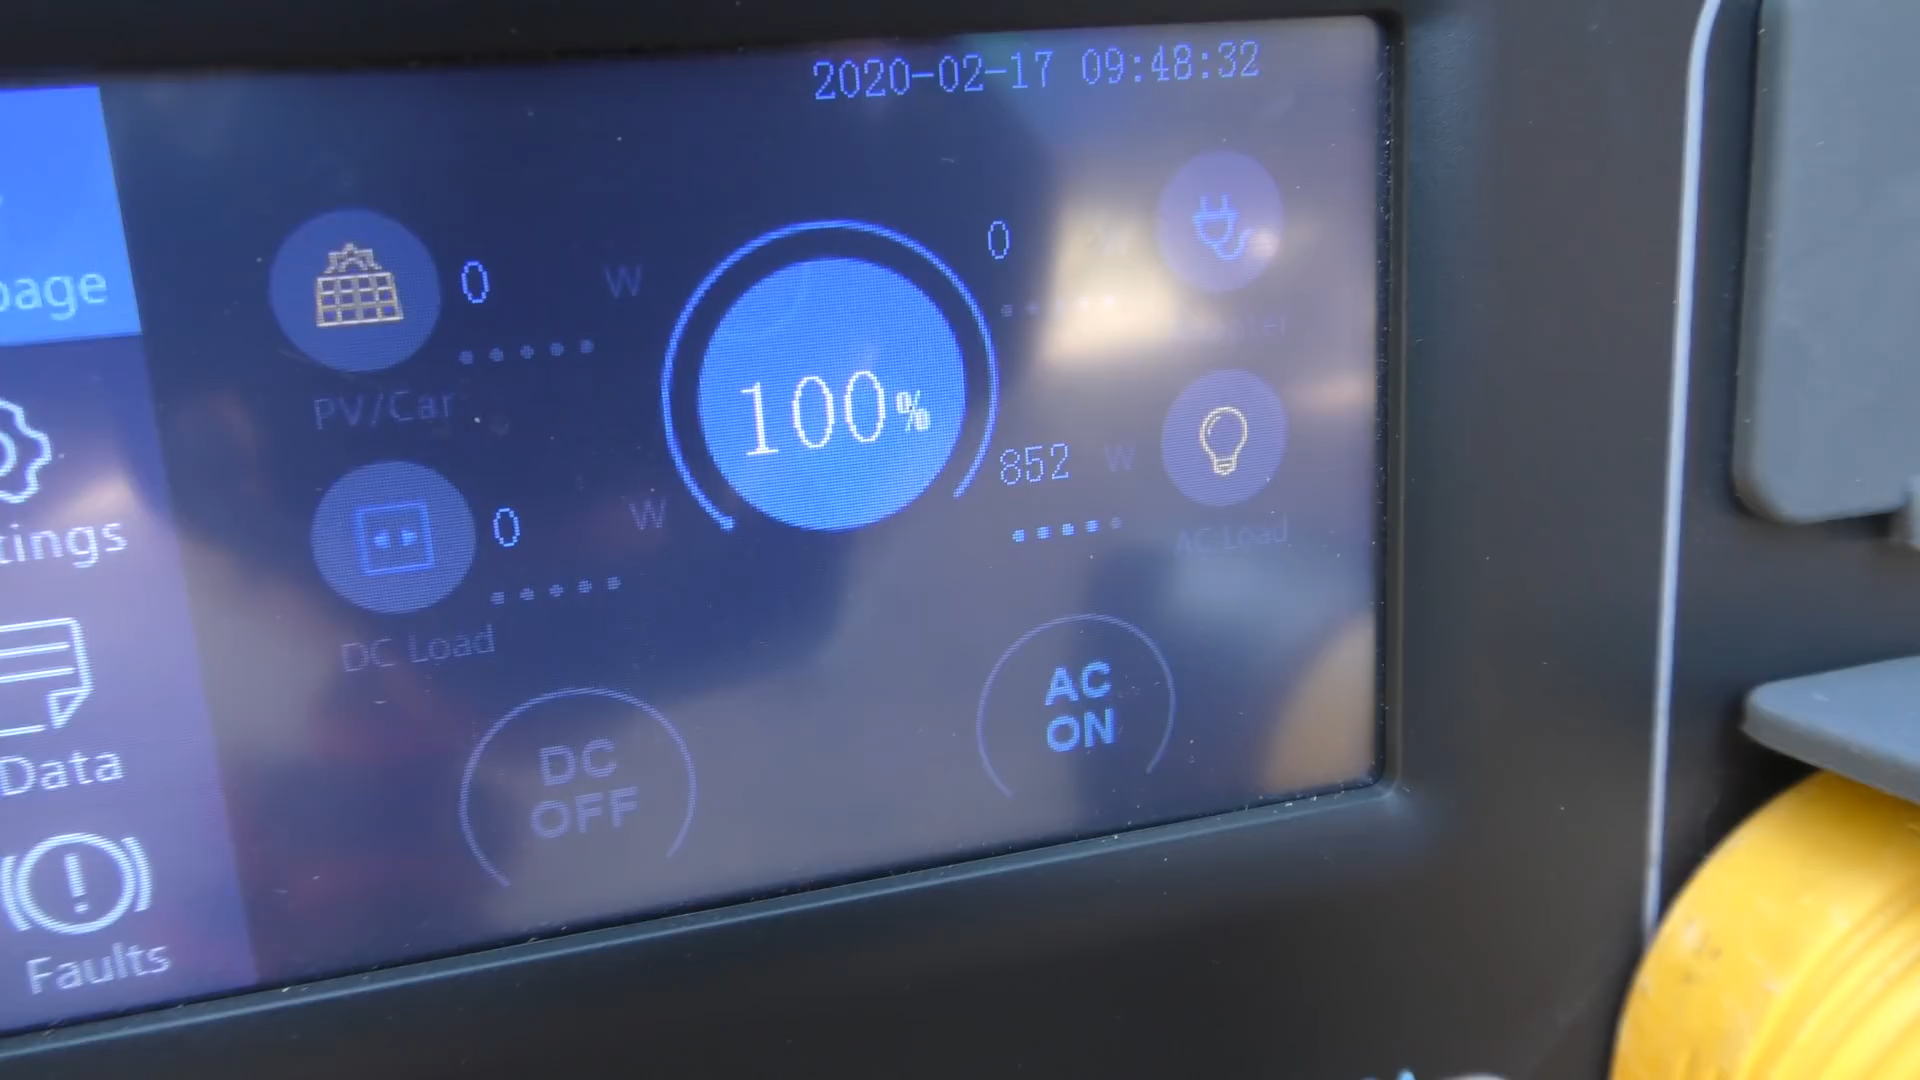 2020-02-17 09:48:32
page
0 W
PV/Car
0 W
100%
852 W
AC Load
tings
0 W
DC Load
AC
ON
DC
OFF
Data
Faults